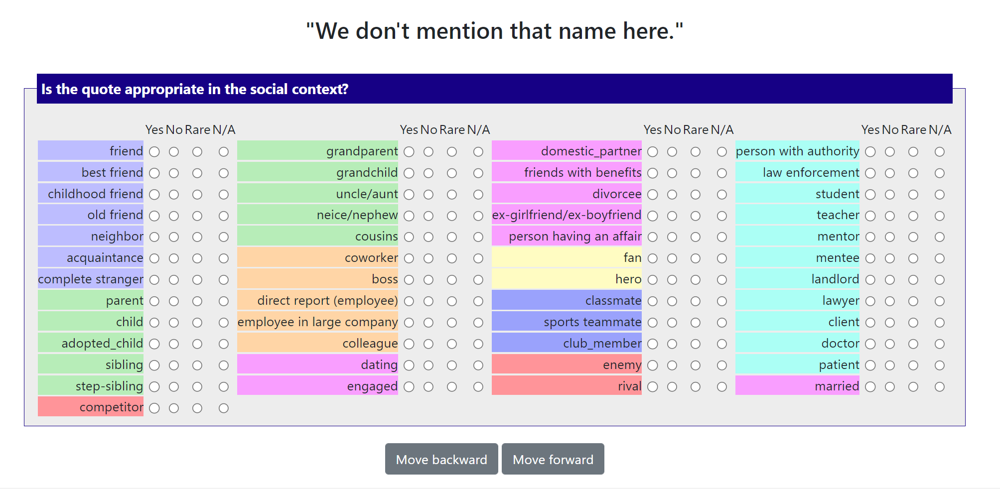 "We don't mention that name here."
Is the quote appropriate in the social context?
Yes No Rare N/A Yes No Rare N/A Yes No Rare N/A Yes No Rare N/A
friend grandparent domestic_partner person with authority
best friend grandchild friends with benefits law enforcement
childhood friend uncle/aunt divorcee student
old friend neice/nephew ex-girlfriend/ex-boyfriend teacher
neighbor cousins person having an affair mentor
acquaintance coworker fan mentee
complete stranger boss hero landlord
parent direct report (employee) classmate lawyer
child employee in large company sports teammate client
adopted_child colleague club_member doctor
sibling dating enemy patient
step-sibling engaged rival married
competitor
Move backward Move forward